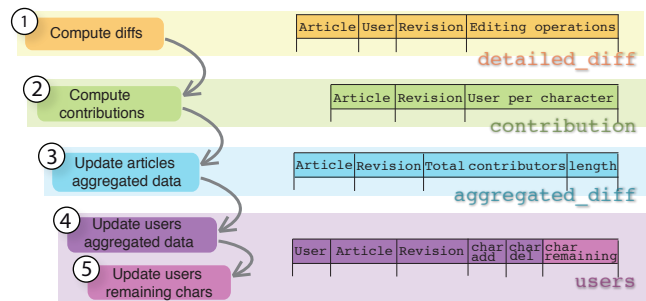 1
Compute diffs
Article User Revision Editing operations
detailed_diff
2
Compute
contributions
Article Revision User per character
contribution
3
Update articles
aggregated data
Article Revision Total contributors length
aggregated_diff
4
Update users
aggregated data
User Article Revision char add char del char remaining
5
Update users
remaining chars
users